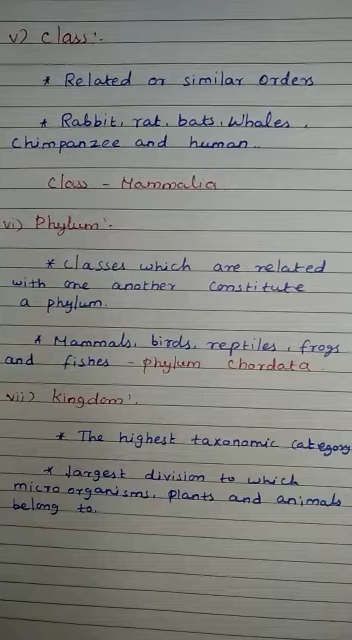 v) Class:-
* Related or similar orders
* Rabbit, rat, bats, Whales,
Chimpanzee and human..
Class - Mammalia
vi) Phylum:-
* Classes which are related
with one another constitute
a phylum.
* Mammals, birds, reptiles, frogs
and fishes - phylum chordata
vii) Kingdom:
* The highest taxonomic category
* largest division to which
micro organisms, plants and animals
belong to.